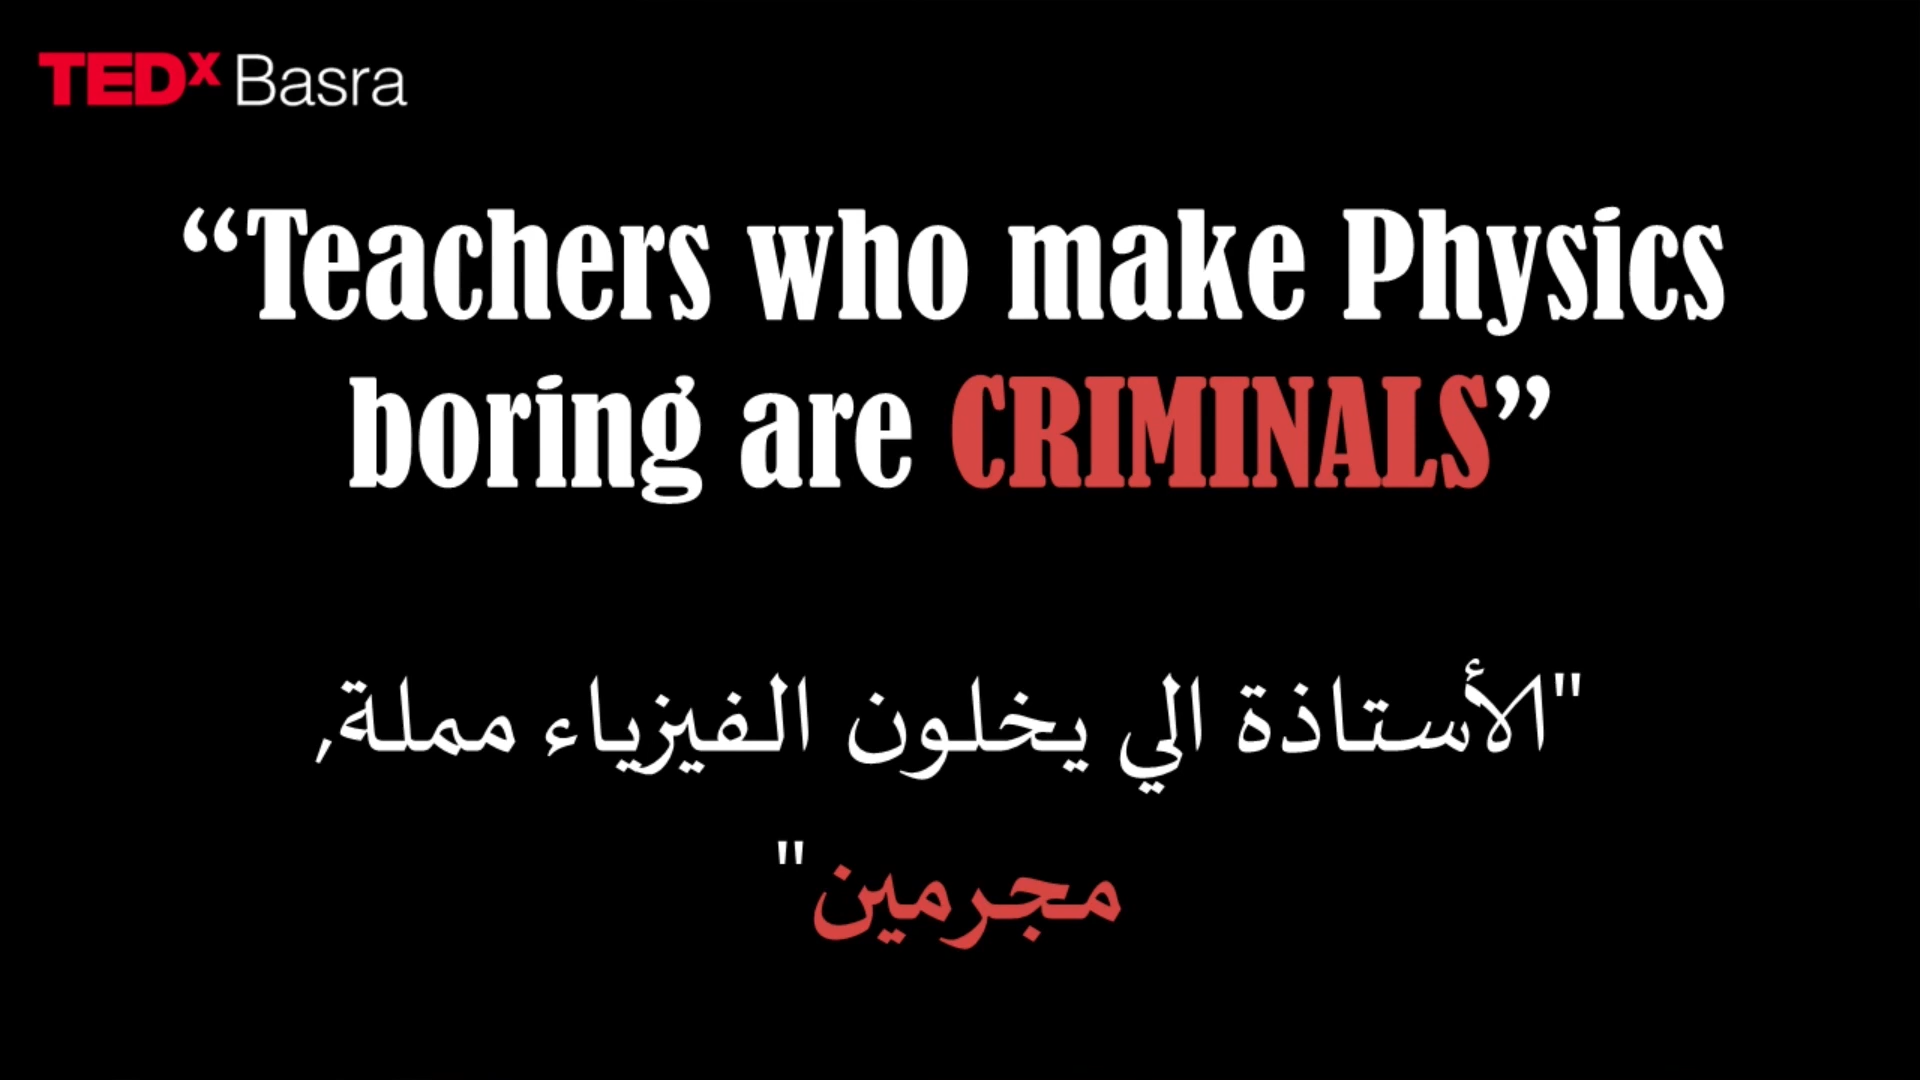 TEDx Basra
“Teachers who make Physics
boring are CRIMINALS”
"الأستاذة الي يخلون الفيزياء مملة,
مجرمين"